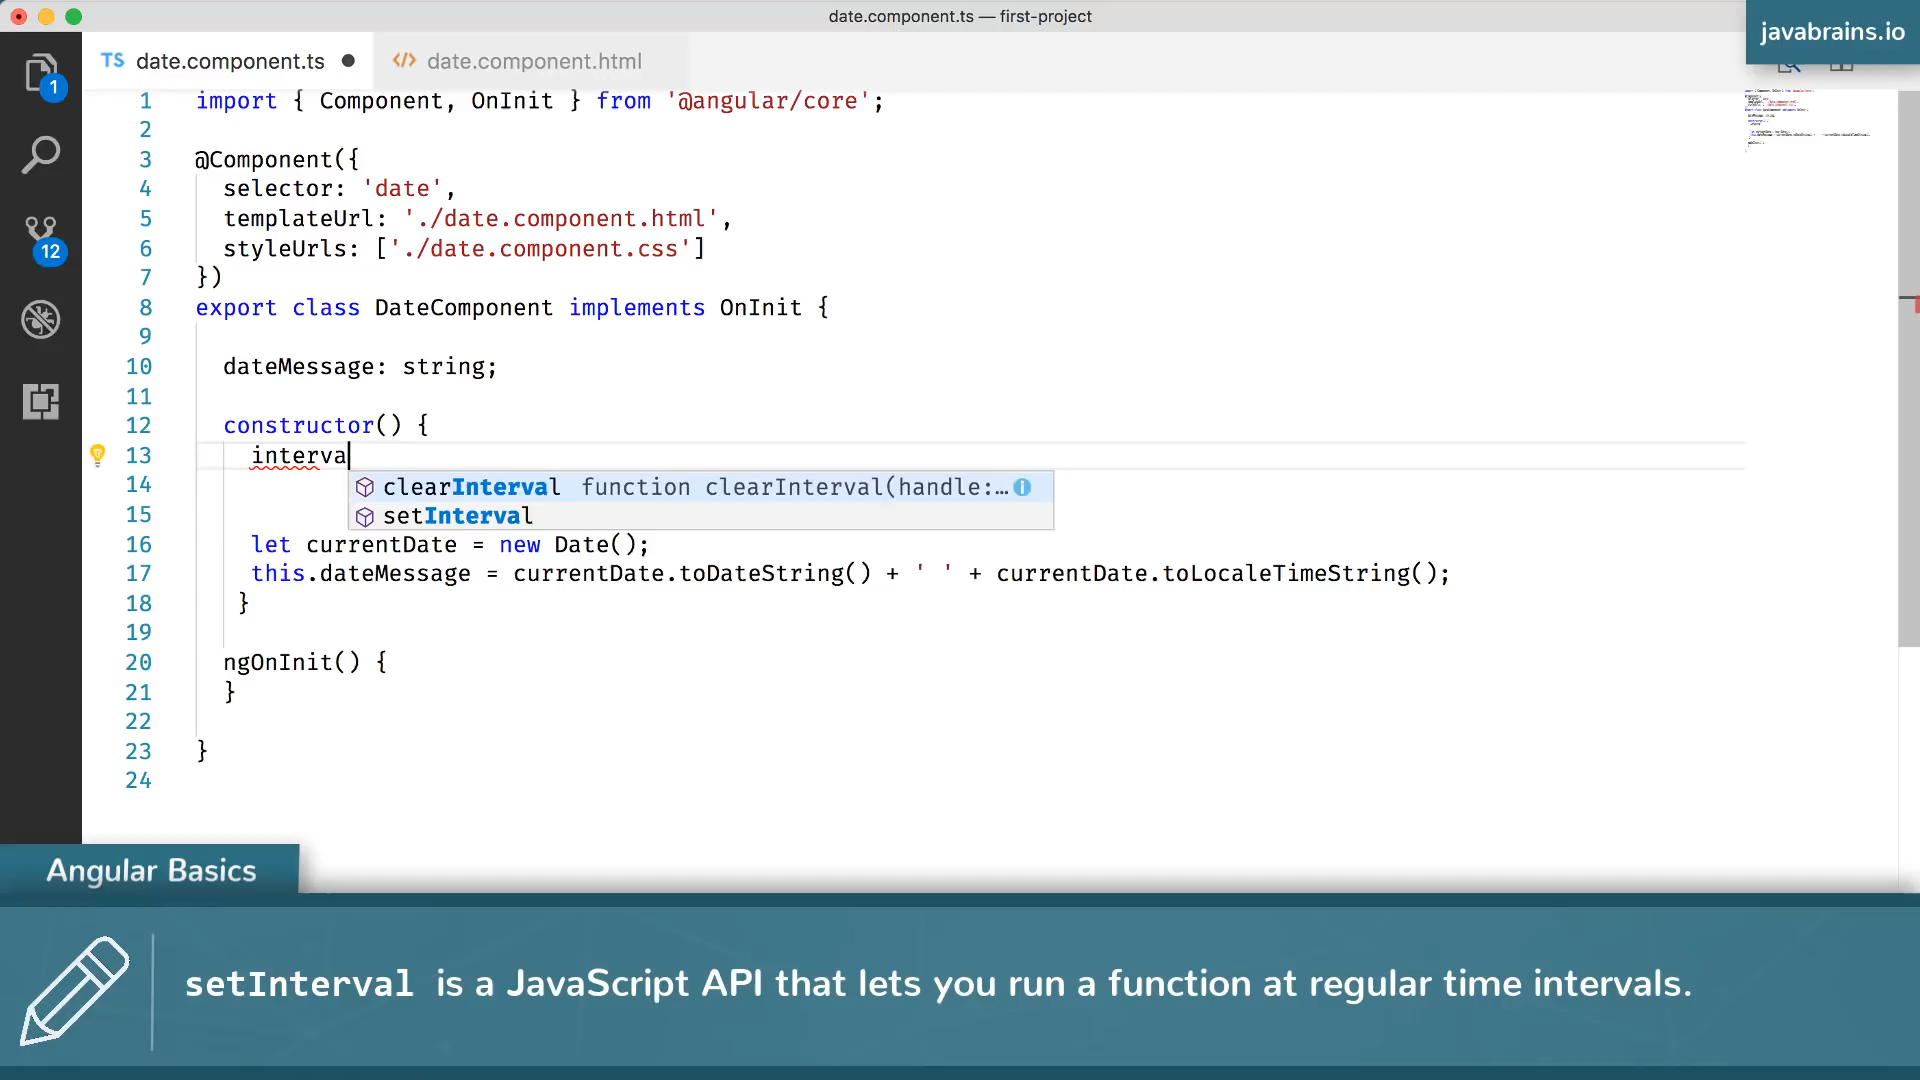 date.component.ts — first-project
javabrains.io
TS date.component.ts
date.component.html
1
12
1 import { Component, OnInit } from '@angular/core';
2
3 @Component({
4 selector: 'date',
5 templateUrl: './date.component.html',
6 styleUrls: ['./date.component.css']
7 })
8 export class DateComponent implements OnInit {
9
10 dateMessage: string;
11
12 constructor() {
13 interva
clearInterval function clearInterval(handle:…
setInterval
14
15
16 let currentDate = new Date();
17 this.dateMessage = currentDate.toDateString() + ' ' + currentDate.toLocaleTimeString();
18 }
19
20 ngOnInit() {
21 }
22
23 }
24
Angular Basics
setInterval is a JavaScript API that lets you run a function at regular time intervals.